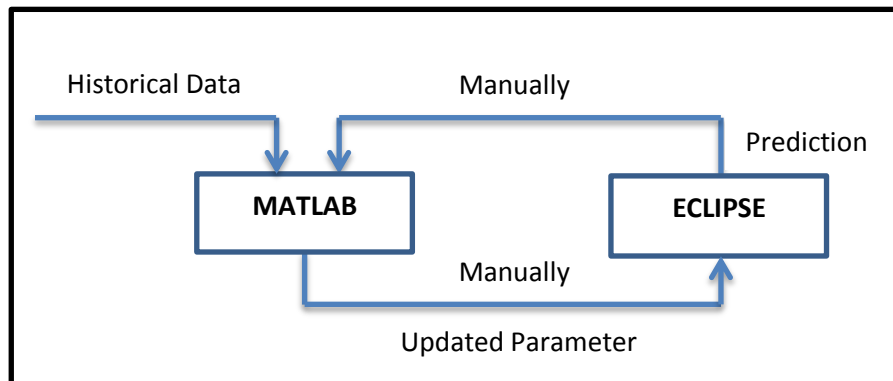 Historical Data
Manually
Prediction
MATLAB
ECLIPSE
Manually
Updated Parameter